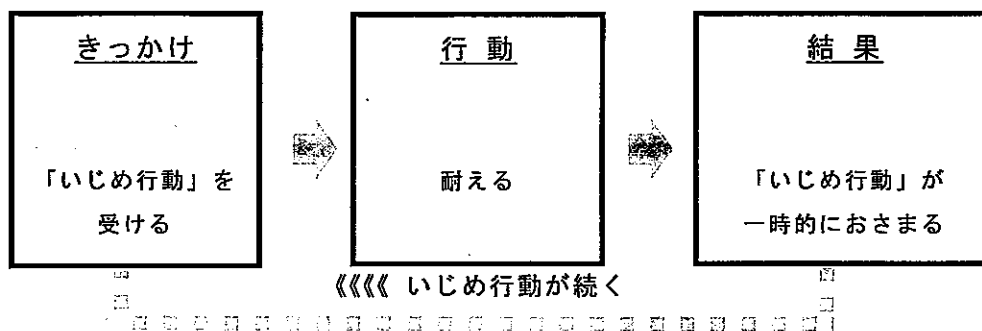 きっかけ
「いじめ行動」を
受ける
行 動
耐える
結 果
「いじめ行動」が
一時的におさまる
⟪⟪⟪⟪ いじめ行動が続く